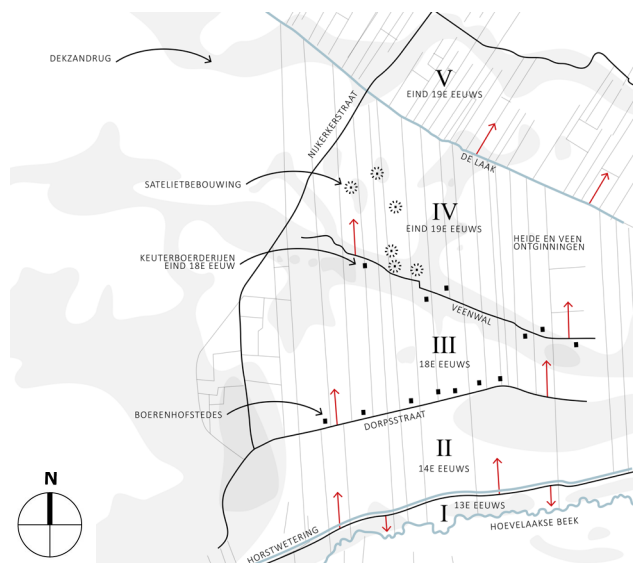 DEKZANDRUG
V
EIND 19E EEUWS
NIJKERKERSTRAAT
DE LAAK
SATELIETBEBOUWING
IV
EIND 19E EEUWS
HEIDE EN VEEN
ONTGINNINGEN
KEUTERBOERDERIJEN
EIND 18E EEUW
VEENWAL
III
18E EEUWS
BOERENHOFSTEDES
DORPSSTRAAT
II
14E EEUWS
N
I
13E EEUWS
HOEVELAAKSE BEEK
HORSTWETERING